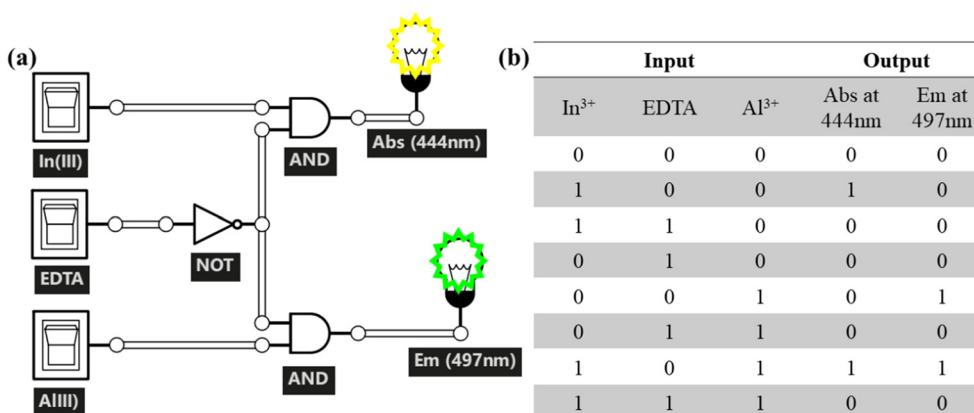 (a)
In(III)
AND
Abs (444nm)
EDTA
NOT
AlIII)
AND
Em (497nm)
(b)
Input Output
In³⁺ EDTA Al³⁺ Abs at 444nm Em at 497nm
0 0 0 0 0
1 0 0 1 0
1 1 0 0 0
0 1 0 0 0
0 0 1 0 1
0 1 1 0 0
1 0 1 1 1
1 1 1 0 0